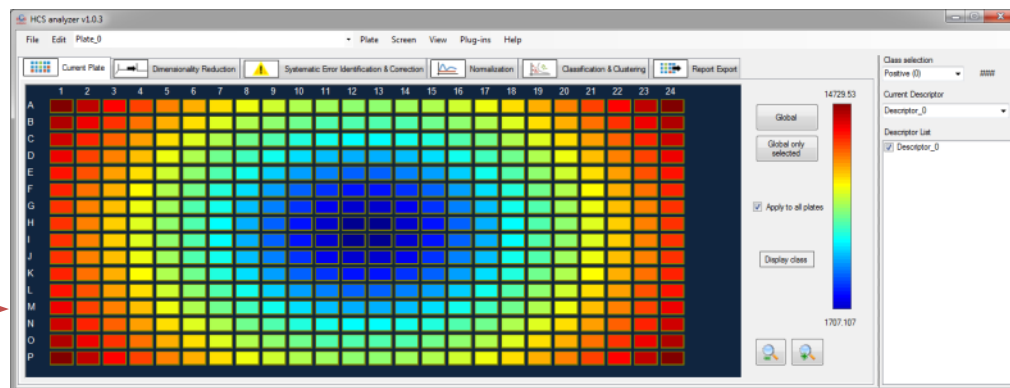 HCS analyzer v1.0.3
File Edit Plate_0 Plate Screen View Plug-ins Help
Current Plate Dimensionality Reduction Systematic Error Identification & Correction Normalization Classification & Clustering Report Export
Class selection
Positive (0) ####
Current Descriptor
Descriptor_0
Descriptor List
Descriptor_0
1 2 3 4 5 6 7 8 9 10 11 12 13 14 15 16 17 18 19 20 21 22 23 24
A
B
C
D
E
F
G
H
I
J
K
L
M
N
O
P
14729.53
Global
Global only
selected
Apply to all plates
Display class
1707.107